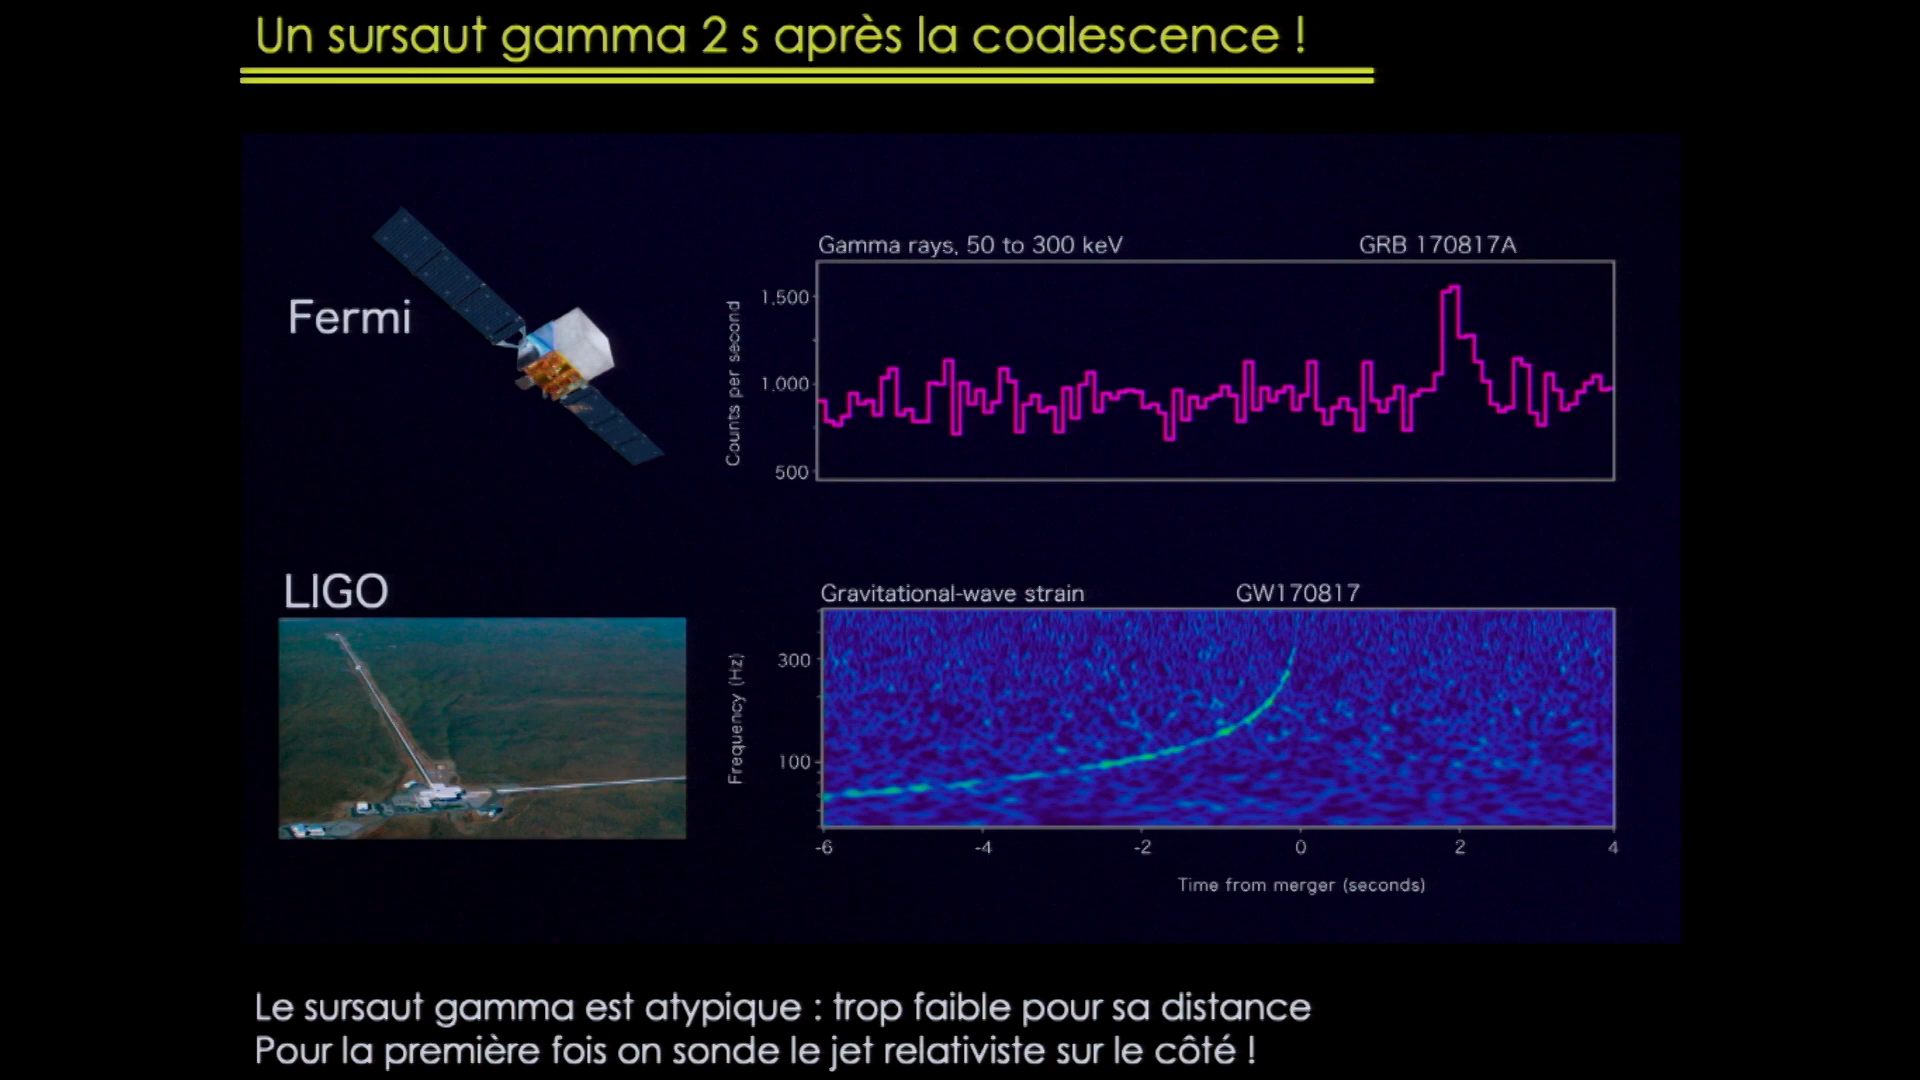 Un sursaut gamma 2 s après la coalescence !
Fermi
Gamma rays, 50 to 300 keV
GRB 170817A
Counts per second
1,500
1,000
500
LIGO
Gravitational-wave strain
GW170817
Frequency (Hz)
300
100
-6
-4
-2
0
2
4
Time from merger (seconds)
Le sursaut gamma est atypique : trop faible pour sa distance
Pour la première fois on sonde le jet relativiste sur le côté !